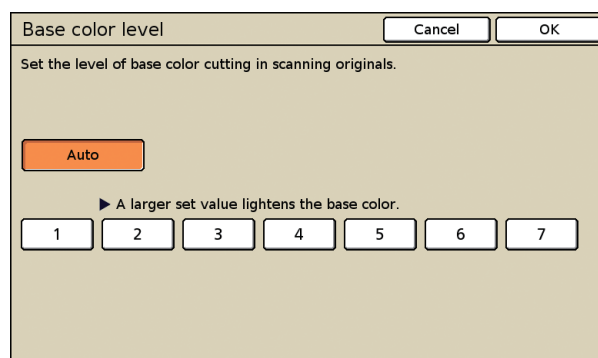 Base color level Cancel OK
Set the level of base color cutting in scanning originals.
Auto
▶ A larger set value lightens the base color.
1 2 3 4 5 6 7